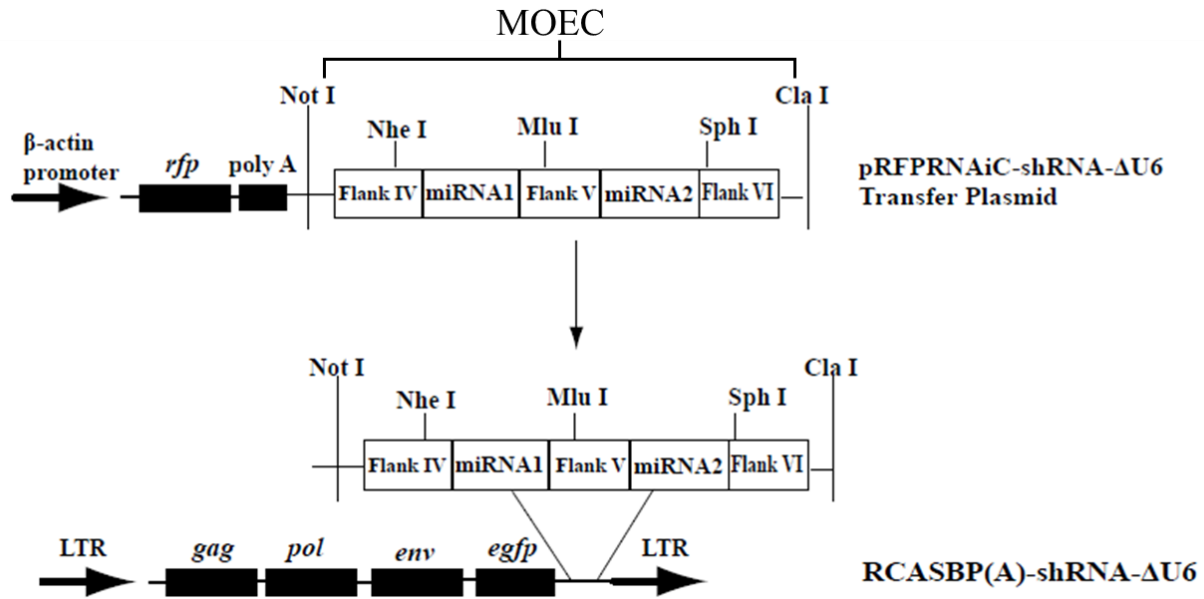 MOEC
Not I
Cla I
Nhe I
Mlu I
Sph I
β-actin
promoter
rfp
poly A
Flank IV
miRNA1
Flank V
miRNA2
Flank VI
pRFPRNAiC-shRNA-ΔU6
Transfer Plasmid
Not I
Cla I
Nhe I
Mlu I
Sph I
Flank IV
miRNA1
Flank V
miRNA2
Flank VI
LTR
gag
pol
env
egfp
LTR
RCASBP(A)-shRNA-ΔU6